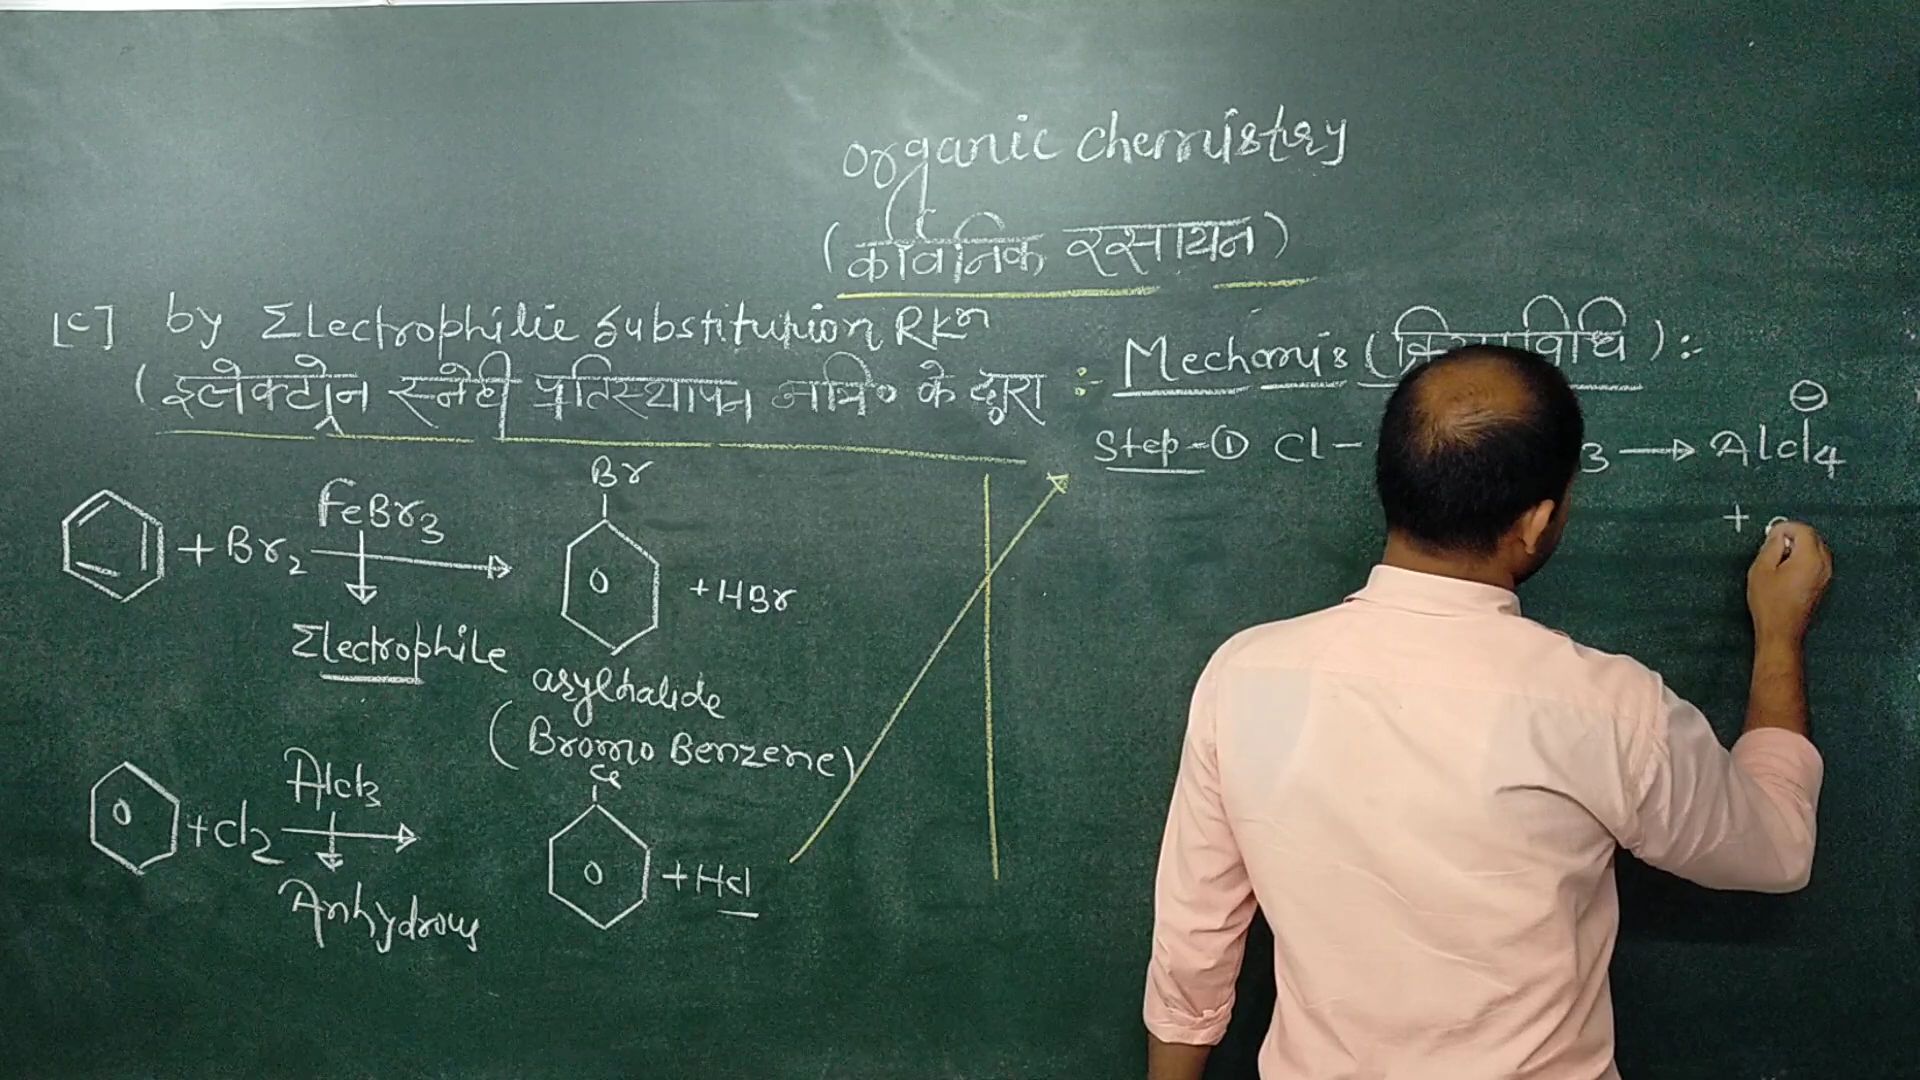 organic chemistry
(कार्बनिक रसायन)
[C] by Electrophilic substitution Rkⁿ
(इलेक्ट्रोन स्नेही प्रतिस्थापन अभि० के द्वारा :-
FeBr3
+ Br2
Electrophile
Br
+HBr
arylhalide
(Bromo Benzene)
AlCl3
+Cl2
Anhydrous
Cl
+HCl
Mechanis ( :-
Step-① Cl- 3 → AlCl4 ⊖
+